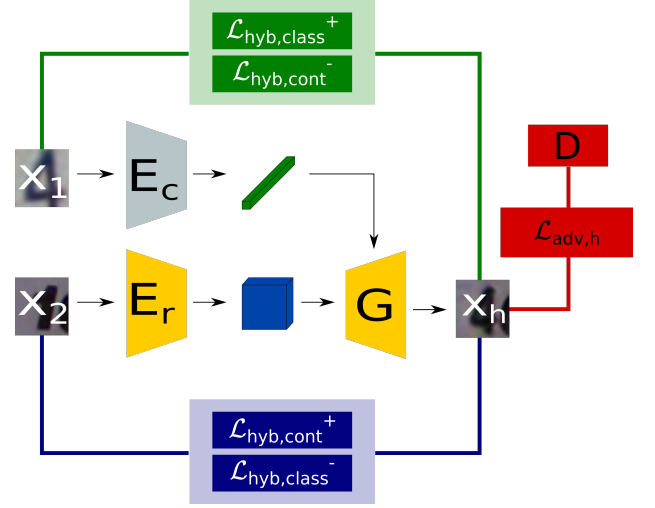 ℒhyb,class+
ℒhyb,cont-
D
x1
Ec
ℒadv,h
x2
Er
G
xh
ℒhyb,cont+
ℒhyb,class-